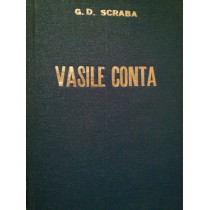 G. D. SCRABA
VASILE CONTA